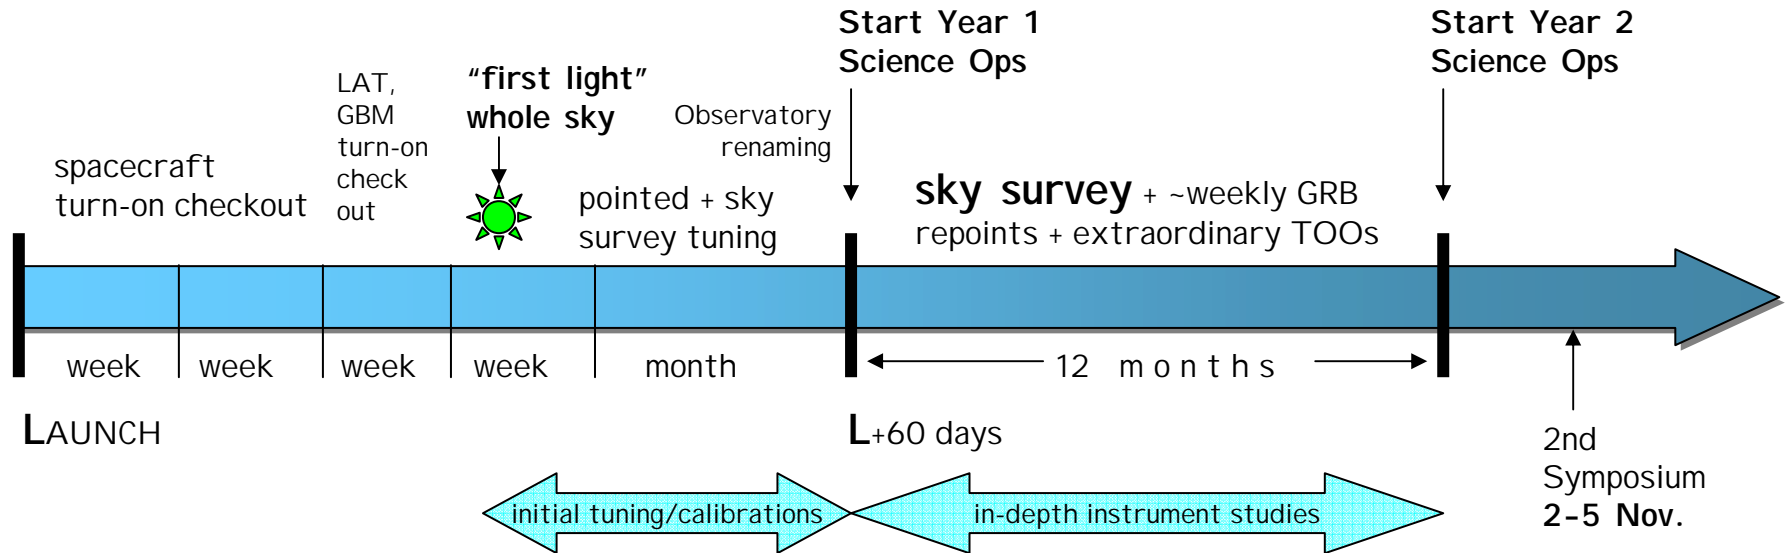 spacecraft
turn-on checkout
LAT,
GBM
turn-on
check
out
“first light”
whole sky
Observatory
renaming
pointed + sky
survey tuning
Start Year 1
Science Ops
sky survey + ~weekly GRB
repoints + extraordinary TOOs
Start Year 2
Science Ops
week
week
week
week
month
12 months
LAUNCH
L+60 days
2nd
Symposium
2-5 Nov.
initial tuning/calibrations
in-depth instrument studies